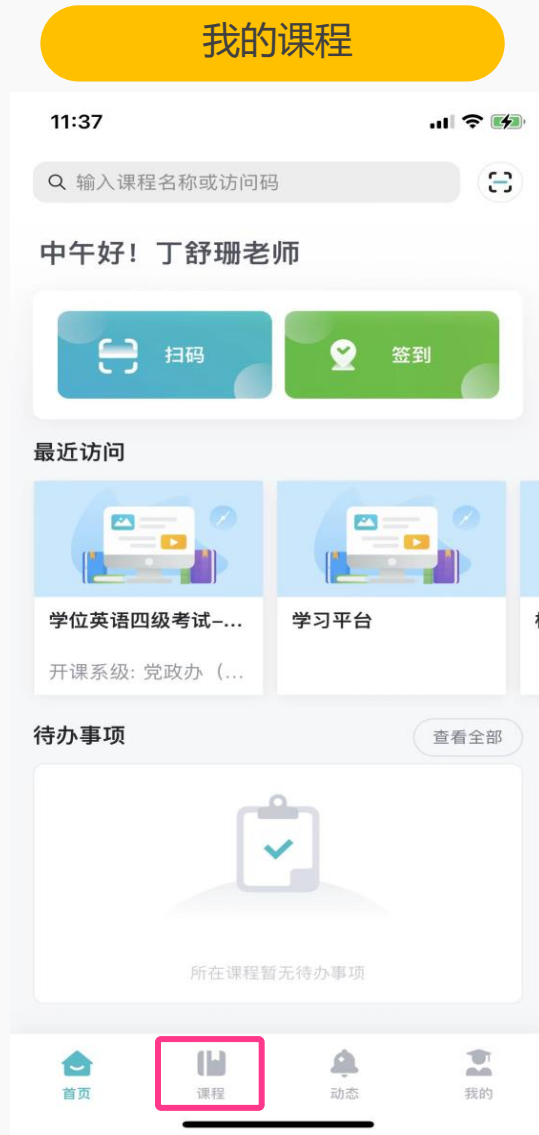 我的课程
11:37
输入课程名称或访问码
中午好！丁舒珊老师
扫码
签到
最近访问
学位英语四级考试–...
学习平台
开课系级: 党政办（...
待办事项
查看全部
所在课程暂无待办事项
首页
课程
动态
我的